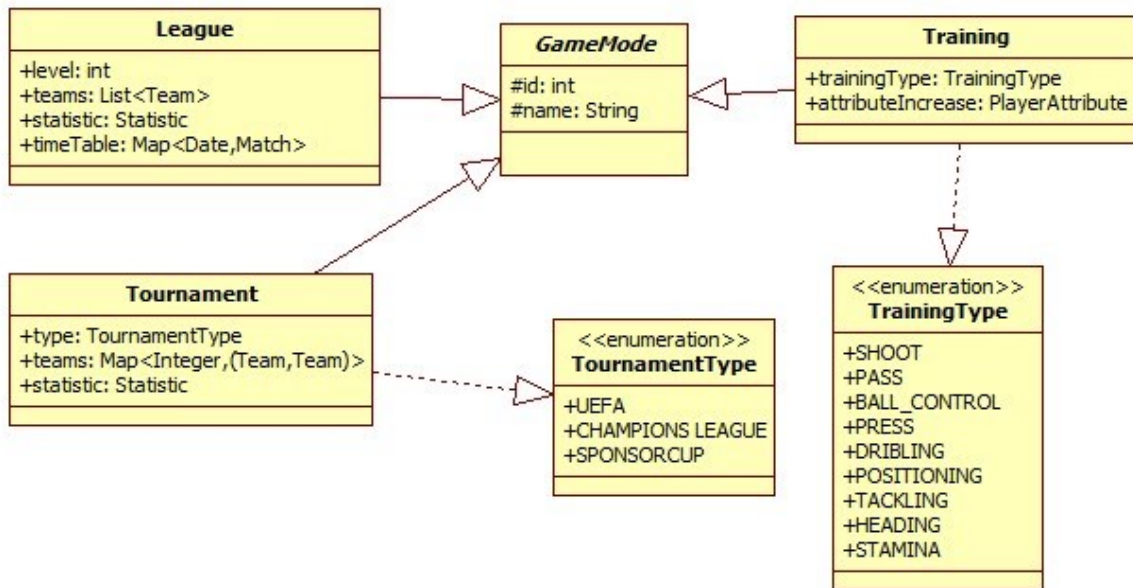 League
+level: int
+teams: List<Team>
+statistic: Statistic
+timeTable: Map<Date,Match>
GameMode
#id: int
#name: String
Training
+trainingType: TrainingType
+attributeIncrease: PlayerAttribute
Tournament
+type: TournamentType
+teams: Map<Integer,(Team,Team)>
+statistic: Statistic
<<enumeration>>
TournamentType
+UEFA
+CHAMPIONS LEAGUE
+SPONSORCUP
<<enumeration>>
TrainingType
+SHOOT
+PASS
+BALL_CONTROL
+PRESS
+DRIBLING
+POSITIONING
+TACKLING
+HEADING
+STAMINA